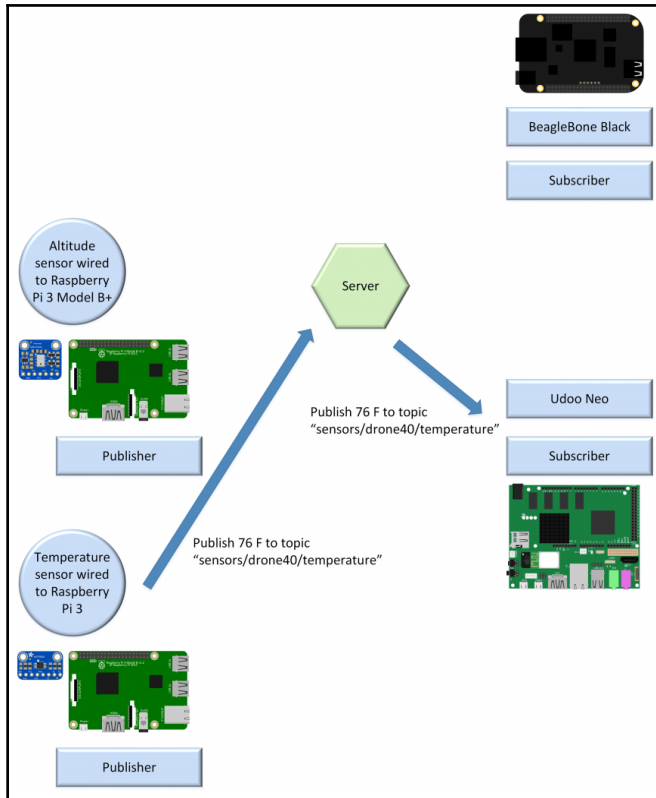 BeagleBone Black
Subscriber
Altitude
sensor wired
to Raspberry
Pi 3 Model B+
Server
Publisher
Publish 76 F to topic
“sensors/drone40/temperature”
Udoo Neo
Subscriber
Publish 76 F to topic
“sensors/drone40/temperature”
Temperature
sensor wired
to Raspberry
Pi 3
Publisher